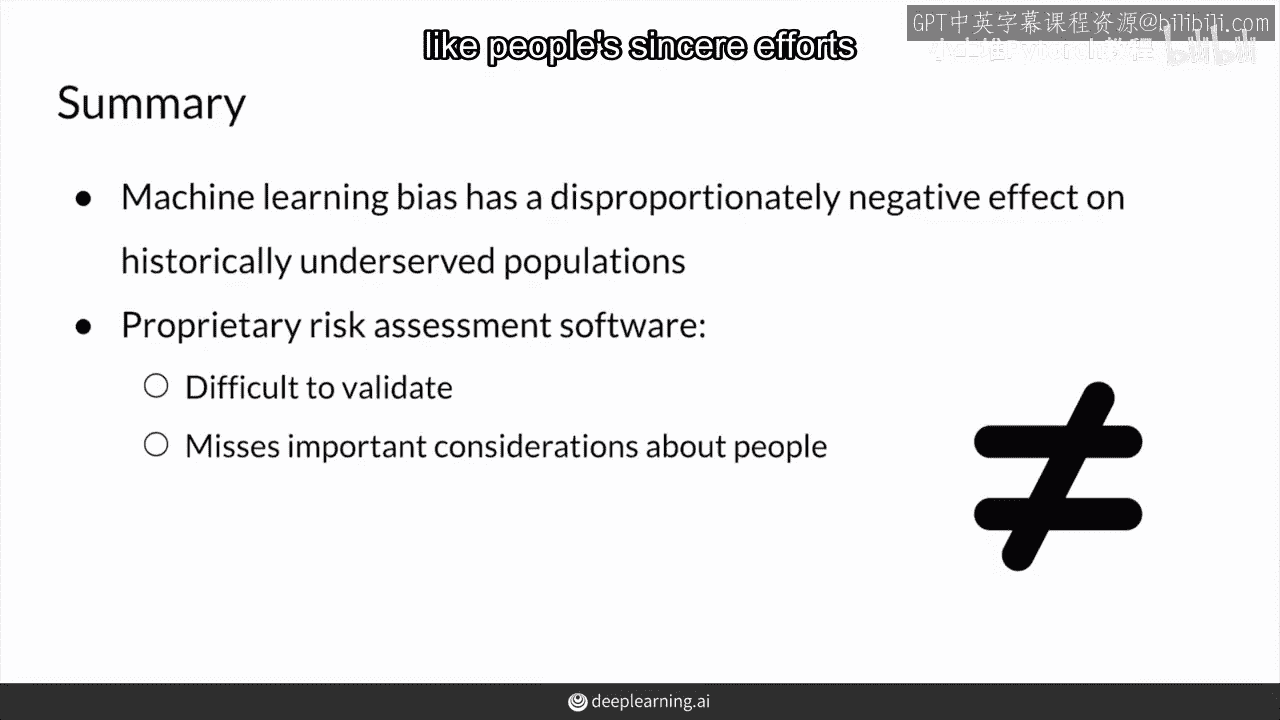 GPT中英字幕课程资源@bilibili.com
like people's sincere efforts
Summary
● Machine learning bias has a disproportionately negative effect on
historically underserved populations
● Proprietary risk assessment software:
○ Difficult to validate
○ Misses important considerations about people
deeplearning.ai